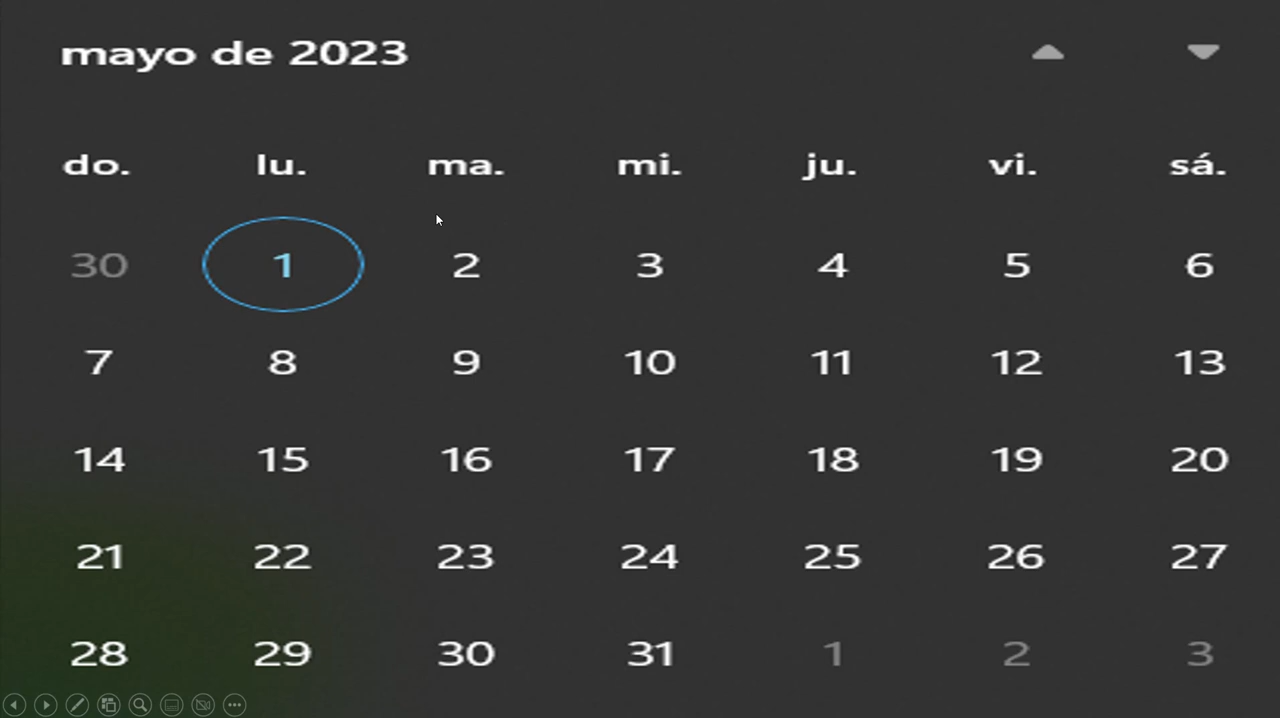 mayo de 2023
do. lu. ma. mi. ju. vi. sá.
30 1 2 3 4 5 6
7 8 9 10 11 12 13
14 15 16 17 18 19 20
21 22 23 24 25 26 27
28 29 30 31 1 2 3